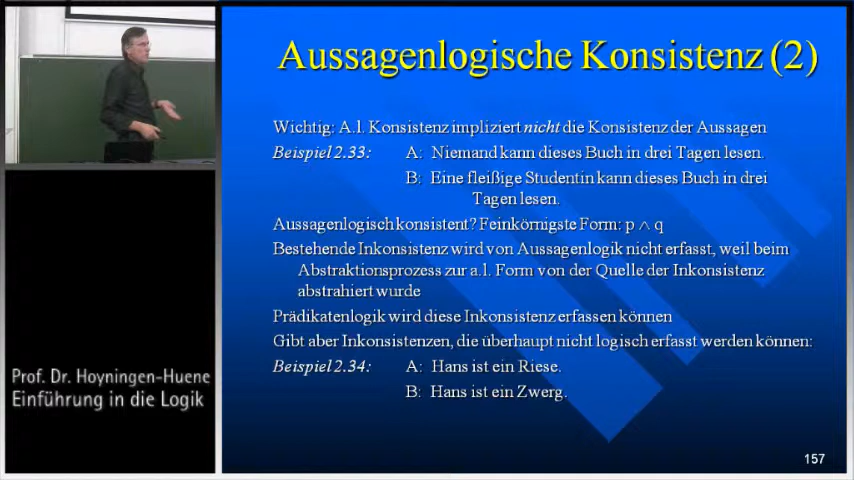 Aussagenlogische Konsistenz (2)
Wichtig: A.l. Konsistenz impliziert nicht die Konsistenz der Aussagen
Beispiel 2.33: A: Niemand kann dieses Buch in drei Tagen lesen.
B: Eine fleißige Studentin kann dieses Buch in drei
Tagen lesen.
Aussagenlogisch konsistent? Feinkörnigste Form: p ∧ q
Bestehende Inkonsistenz wird von Aussagenlogik nicht erfasst, weil beim
Abstraktionsprozess zur a.l. Form von der Quelle der Inkonsistenz
abstrahiert wurde
Prädikatenlogik wird diese Inkonsistenz erfassen können
Gibt aber Inkonsistenzen, die überhaupt nicht logisch erfasst werden können:
Beispiel 2.34: A: Hans ist ein Riese.
B: Hans ist ein Zwerg.
157
Prof. Dr. Hoyningen-Huene
Einführung in die Logik